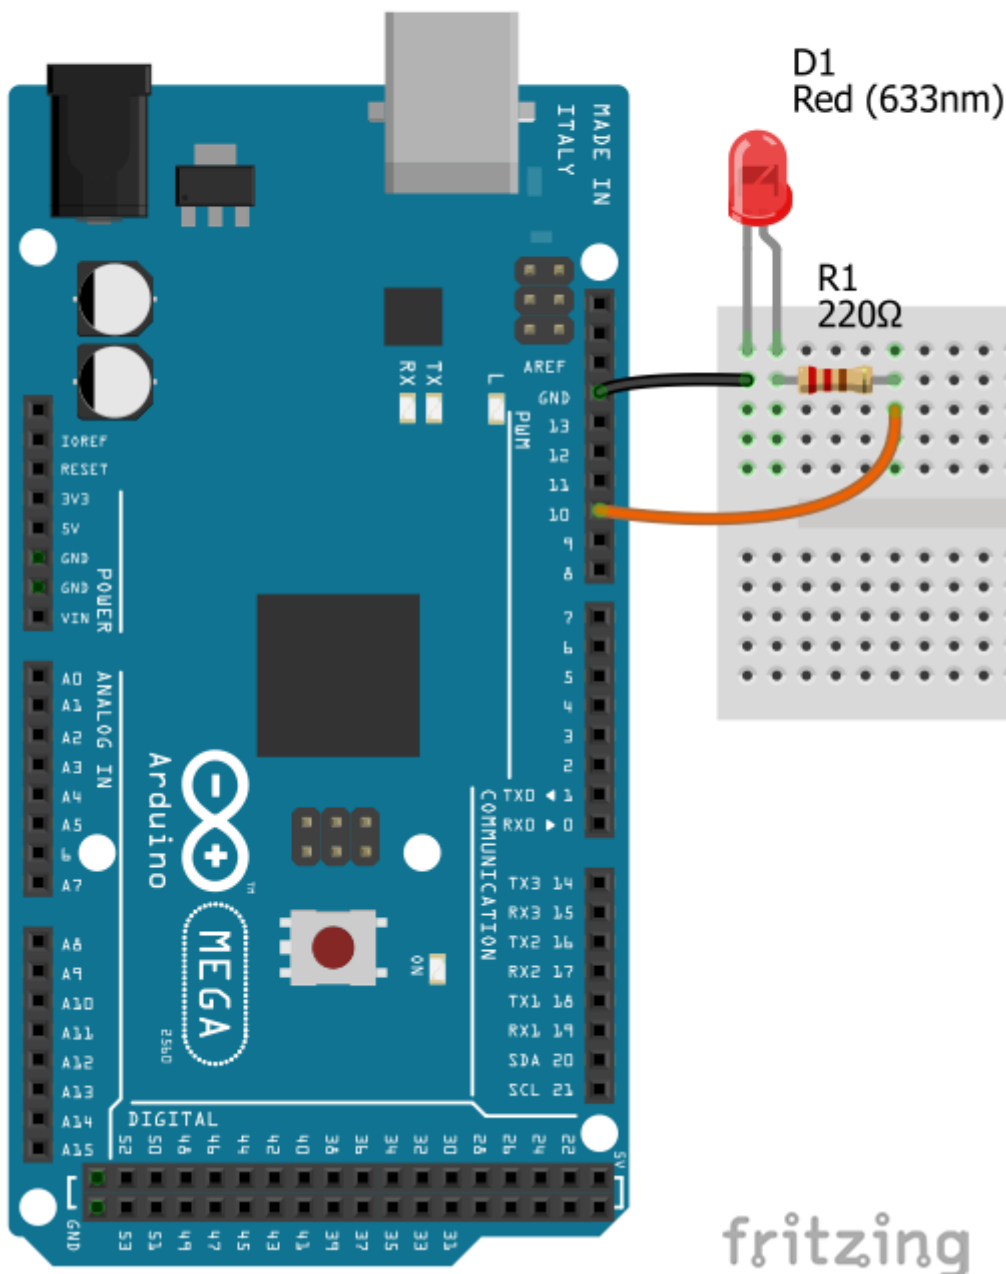 D1
Red (633nm)
MADE IN
ITALY
R1
220Ω
RX
TX
L
AREF
GND
13
12
11
10
9
8
PWM
IOREF
RESET
3V3
5V
GND
GND
VIN
POWER
7
6
5
4
3
2
TX0 ◄ 1
RX0 ► 0
A0
A1
A2
A3
A4
A5
6
A7
ANALOG IN
Arduino
TM
MEGA
2560
COMMUNICATION
TX3 14
RX3 15
TX2 16
RX2 17
TX1 18
RX1 19
SDA 20
SCL 21
ON
A8
A9
A10
A11
A12
A13
A14
A15
DIGITAL
52 50 48 46 44 42 40 38 36 34 32 30 28 26 24 22
5V
GND
53 51 49 47 45 43 41 39 37 35 33 31
fritzing